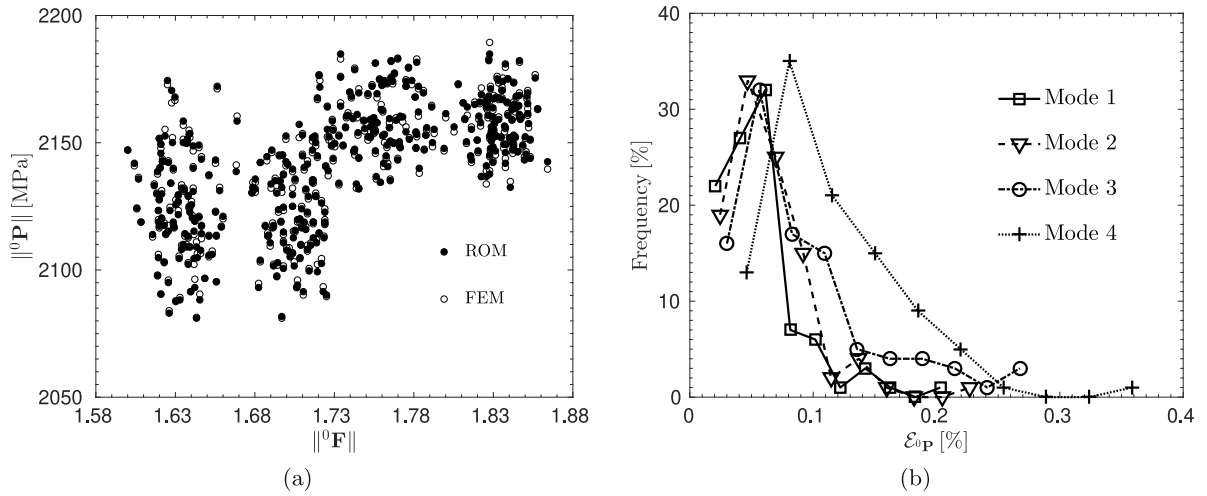 2200
2150
2100
2050
‖⁰P‖ [MPa]
ROM
FEM
1.58 1.63 1.68 1.73 1.78 1.83 1.88
‖⁰F‖
(a)
40
30
20
10
0
Frequency [%]
Mode 1
Mode 2
Mode 3
Mode 4
0 0.1 0.2 0.3 0.4
ℰ⁰P [%]
(b)